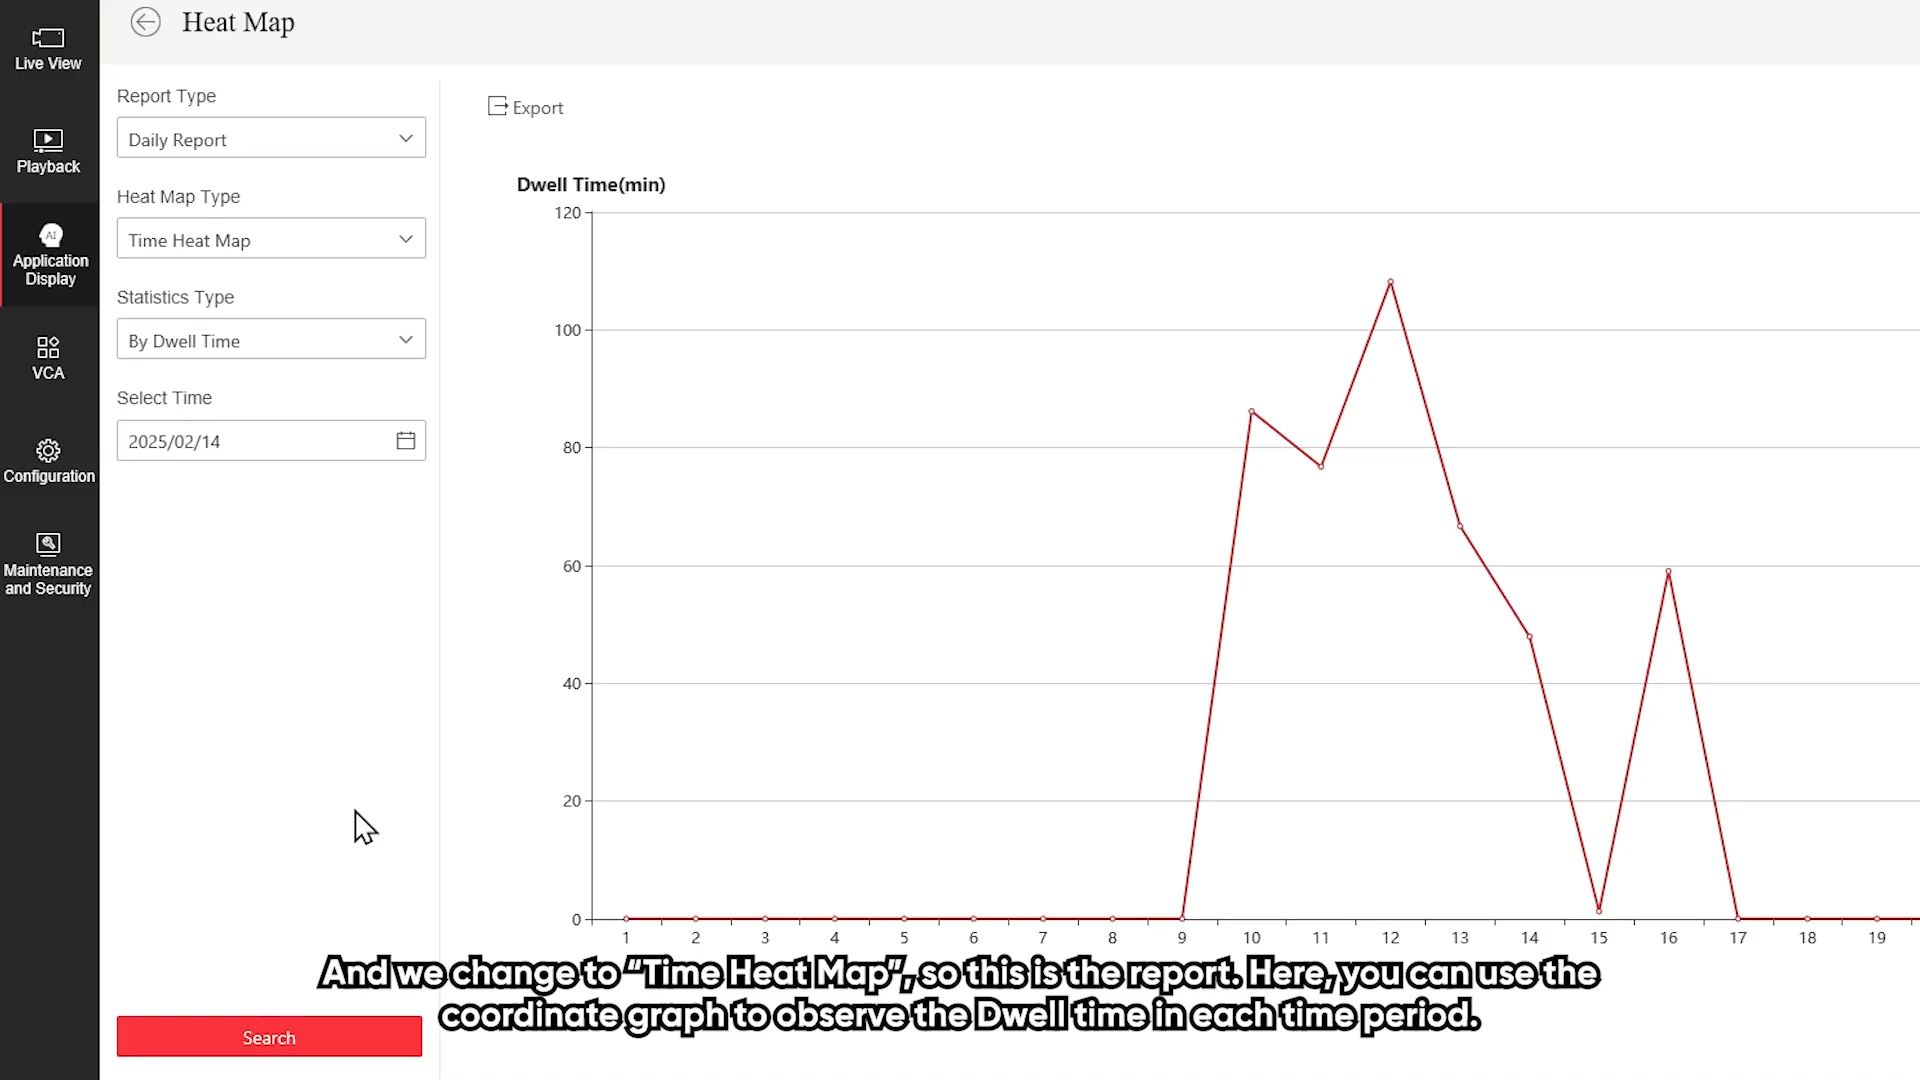 Live View
Playback
AI
Application
Display
VCA
Configuration
Maintenance
and Security
Heat Map
Report Type
Daily Report
Heat Map Type
Time Heat Map
Statistics Type
By Dwell Time
Select Time
2025/02/14
Search
Export
Dwell Time(min)
120
100
80
60
40
20
0
1 2 3 4 5 6 7 8 9 10 11 12 13 14 15 16 17 18 19
And we change to “Time Heat Map”, so this is the report. Here, you can use the
coordinate graph to observe the Dwell time in each time period.